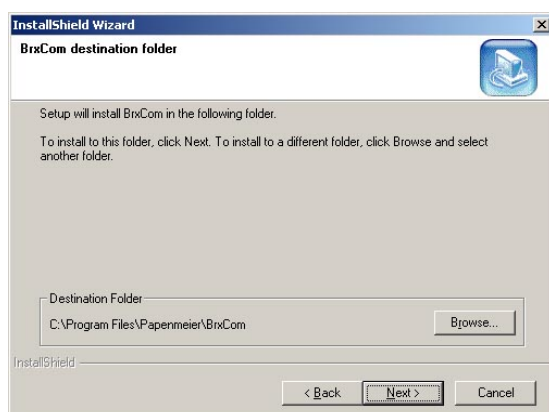 InstallShield Wizard
BrxCom destination folder
Setup will install BrxCom in the following folder.
To install to this folder, click Next. To install to a different folder, click Browse and select
another folder.
Destination Folder
C:\Program Files\Papenmeier\BrxCom
Browse...
InstallShield
< Back
Next >
Cancel